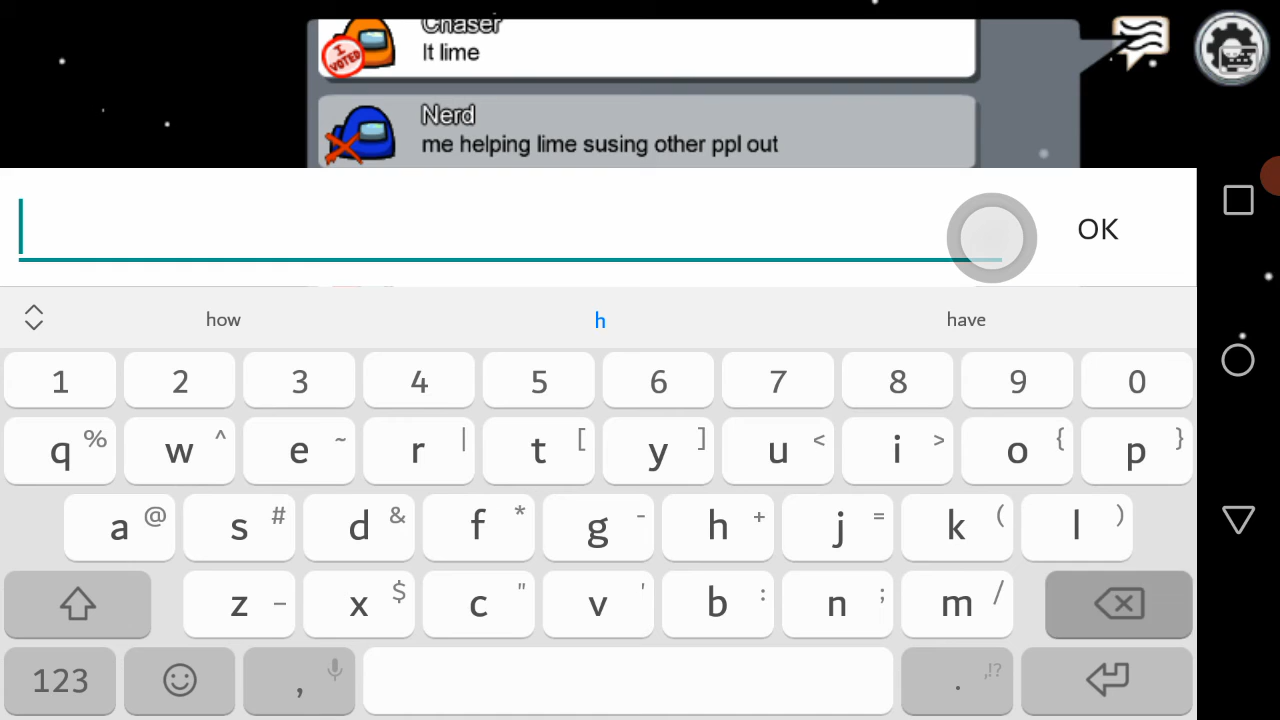 Chaser
I VOTED
It lime
Nerd
me helping lime susing other ppl out
OK
how h have
1 2 3 4 5 6 7 8 9 0
q % w ^ e ~ r | t [ y ] u < i > o { p }
a @ s # d & f * g - h + j = k ( l )
z – x $ c " v ' b : n ; m /
123 , . ,!?